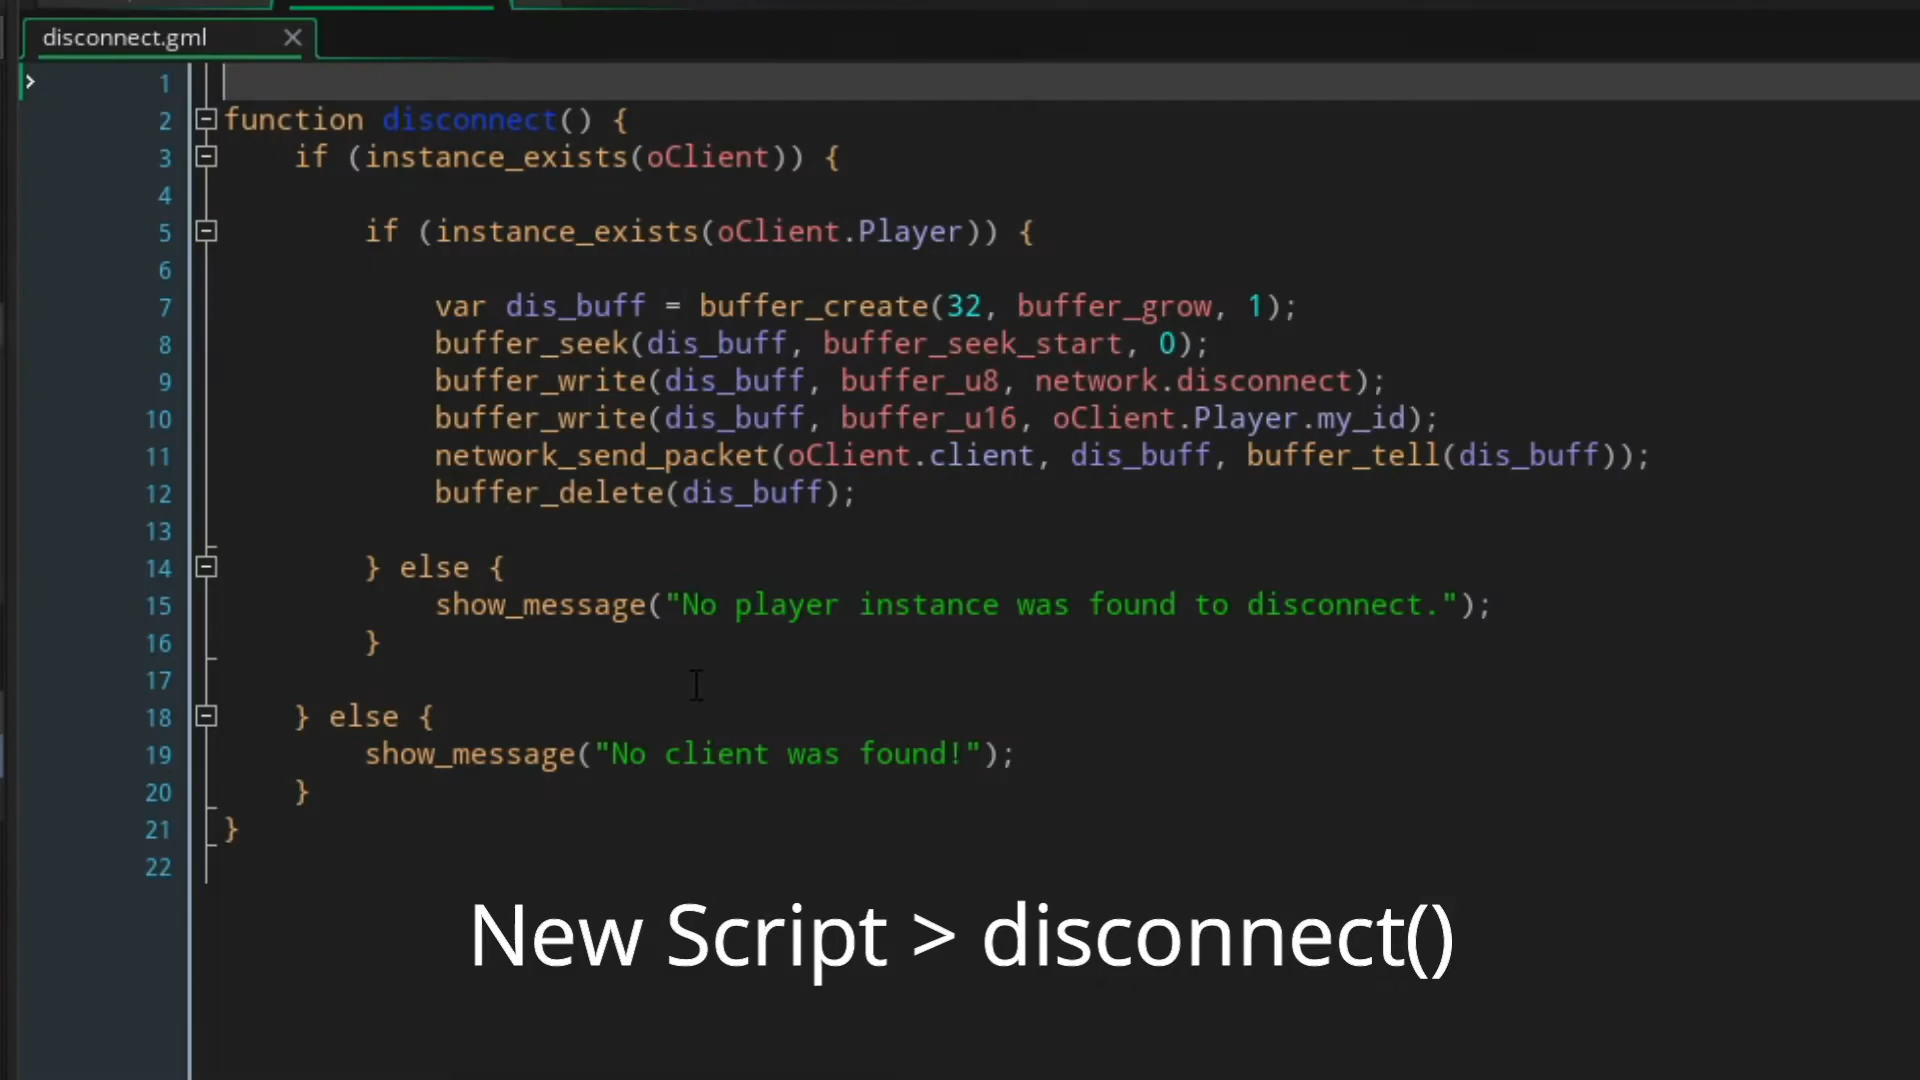 disconnect.gml
1
2 function disconnect() {
3 if (instance_exists(oClient)) {
4
5 if (instance_exists(oClient.Player)) {
6
7 var dis_buff = buffer_create(32, buffer_grow, 1);
8 buffer_seek(dis_buff, buffer_seek_start, 0);
9 buffer_write(dis_buff, buffer_u8, network.disconnect);
10 buffer_write(dis_buff, buffer_u16, oClient.Player.my_id);
11 network_send_packet(oClient.client, dis_buff, buffer_tell(dis_buff));
12 buffer_delete(dis_buff);
13
14 } else {
15 show_message("No player instance was found to disconnect.");
16 }
17
18 } else {
19 show_message("No client was found!");
20 }
21 }
22
New Script > disconnect()